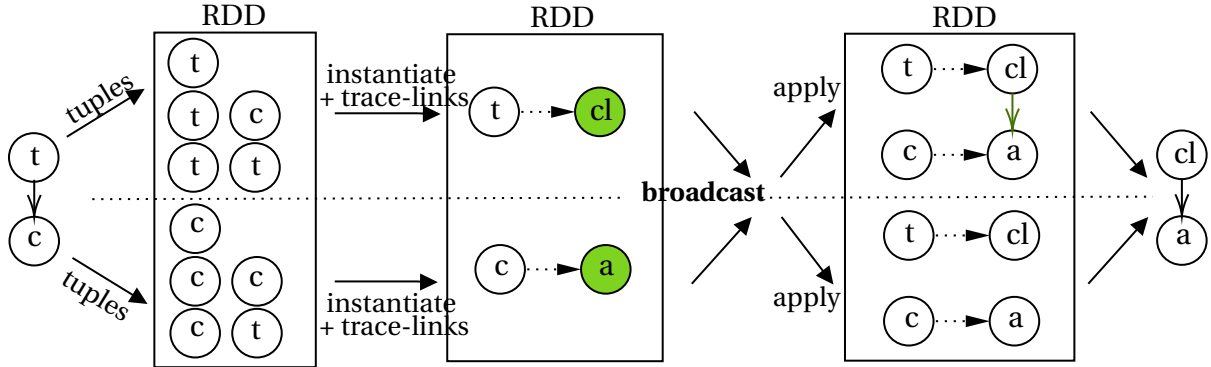 RDD
RDD
RDD
t
c
tuples
tuples
t
t c
t t
c
c c
c t
instantiate
+ trace-links
instantiate
+ trace-links
t cl
c a
broadcast
apply
apply
t cl
c a
t cl
c a
cl
a